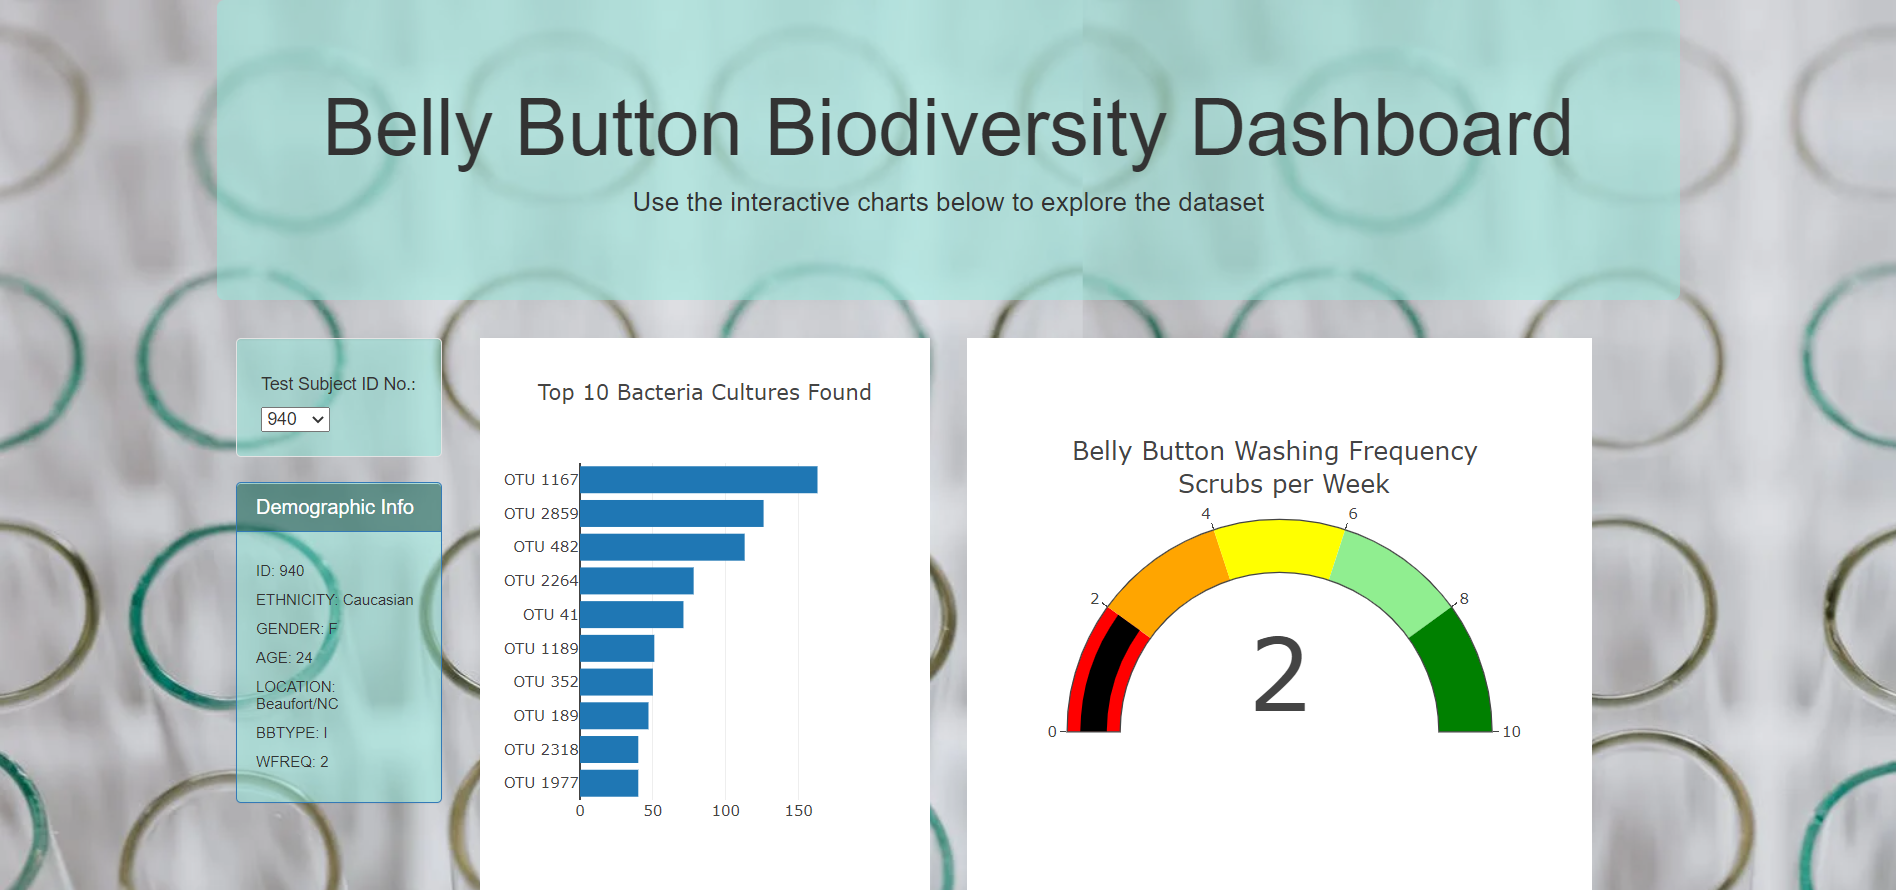 Belly Button Biodiversity Dashboard
Use the interactive charts below to explore the dataset
Test Subject ID No.:
940
Demographic Info
ID: 940
ETHNICITY: Caucasian
GENDER: F
AGE: 24
LOCATION:
Beaufort/NC
BBTYPE: I
WFREQ: 2
Top 10 Bacteria Cultures Found
OTU 1167
OTU 2859
OTU 482
OTU 2264
OTU 41
OTU 1189
OTU 352
OTU 189
OTU 2318
OTU 1977
0 50 100 150
Belly Button Washing Frequency
Scrubs per Week
4 6
2 8
2
0 10